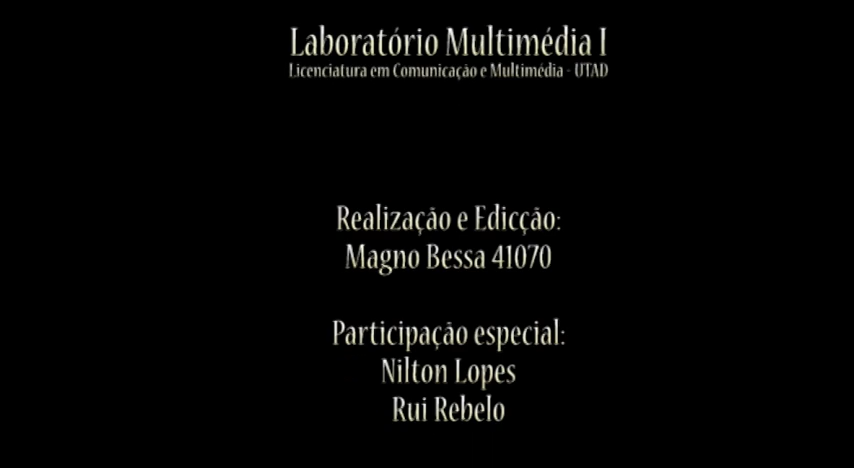 Laboratório Multimédia I
Licenciatura em Comunicação e Multimédia - UTAD
Realização e Edicção:
Magno Bessa 41070
Participação especial:
Nilton Lopes
Rui Rebelo